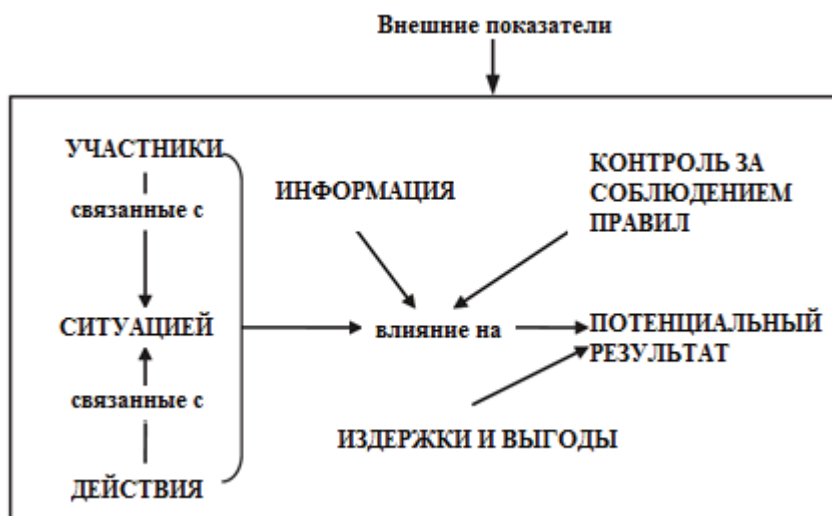 Внешние показатели
УЧАСТНИКИ
связанные с
СИТУАЦИЕЙ
связанные с
ДЕЙСТВИЯ
ИНФОРМАЦИЯ
КОНТРОЛЬ ЗА
СОБЛЮДЕНИЕМ
ПРАВИЛ
влияние на
ПОТЕНЦИАЛЬНЫЙ
РЕЗУЛЬТАТ
ИЗДЕРЖКИ И ВЫГОДЫ